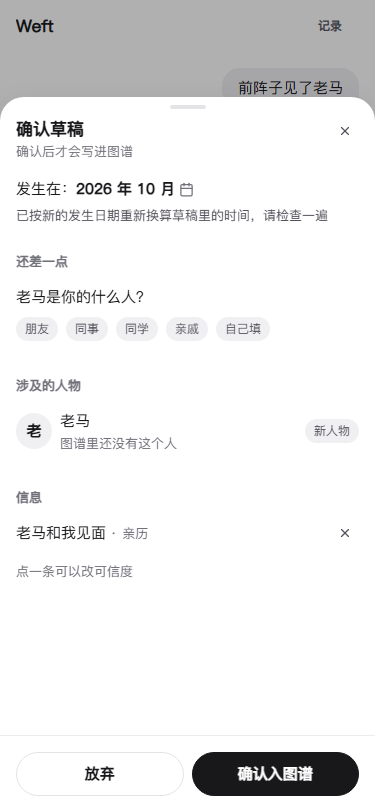 Weft
记录
前阵子见了老马
确认草稿
确认后才会写进图谱
发生在：2026 年 10 月
已按新的发生日期重新换算草稿里的时间，请检查一遍
还差一点
老马是你的什么人？
朋友 同事 同学 亲戚 自己填
涉及的人物
老
老马
图谱里还没有这个人
新人物
信息
老马和我见面 · 亲历
点一条可以改可信度
放弃
确认入图谱